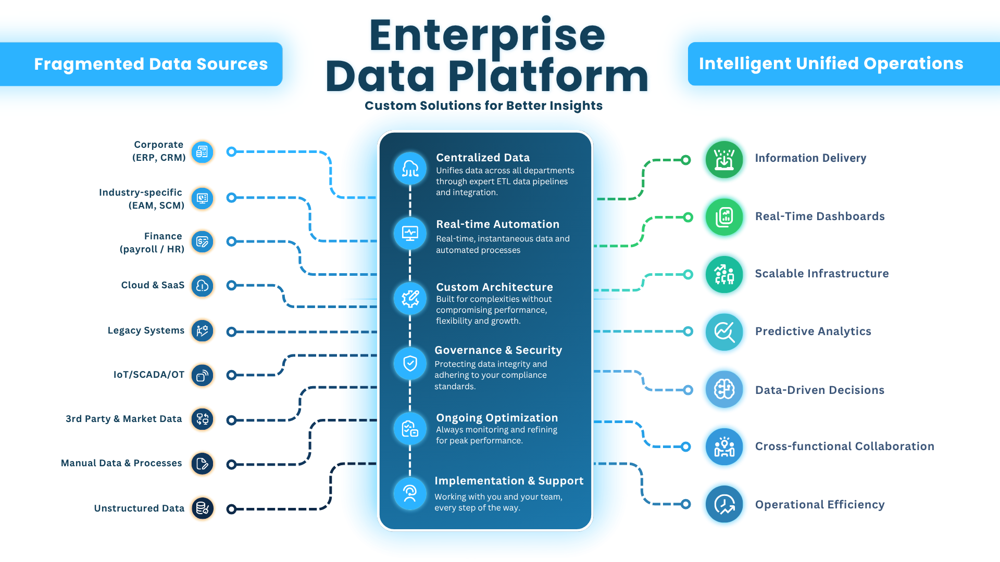 Enterprise
Data Platform
Custom Solutions for Better Insights
Fragmented Data Sources
Corporate
(ERP, CRM)
Industry-specific
(EAM, SCM)
Finance
(payroll / HR)
Cloud & SaaS
Legacy Systems
IoT/SCADA/OT
3rd Party & Market Data
Manual Data & Processes
Unstructured Data
Centralized Data
Unifies data across all departments
through expert ETL data pipelines
and integration.
Real-time Automation
Real-time, instantaneous data and
automated processes
Custom Architecture
Built for complexities without
compromising performance,
flexibility and growth.
Governance & Security
Protecting data integrity and
adhering to your compliance
standards.
Ongoing Optimization
Always monitoring and refining
for peak performance.
Implementation & Support
Working with you and your team,
every step of the way.
Intelligent Unified Operations
Information Delivery
Real-Time Dashboards
Scalable Infrastructure
Predictive Analytics
Data-Driven Decisions
Cross-functional Collaboration
Operational Efficiency